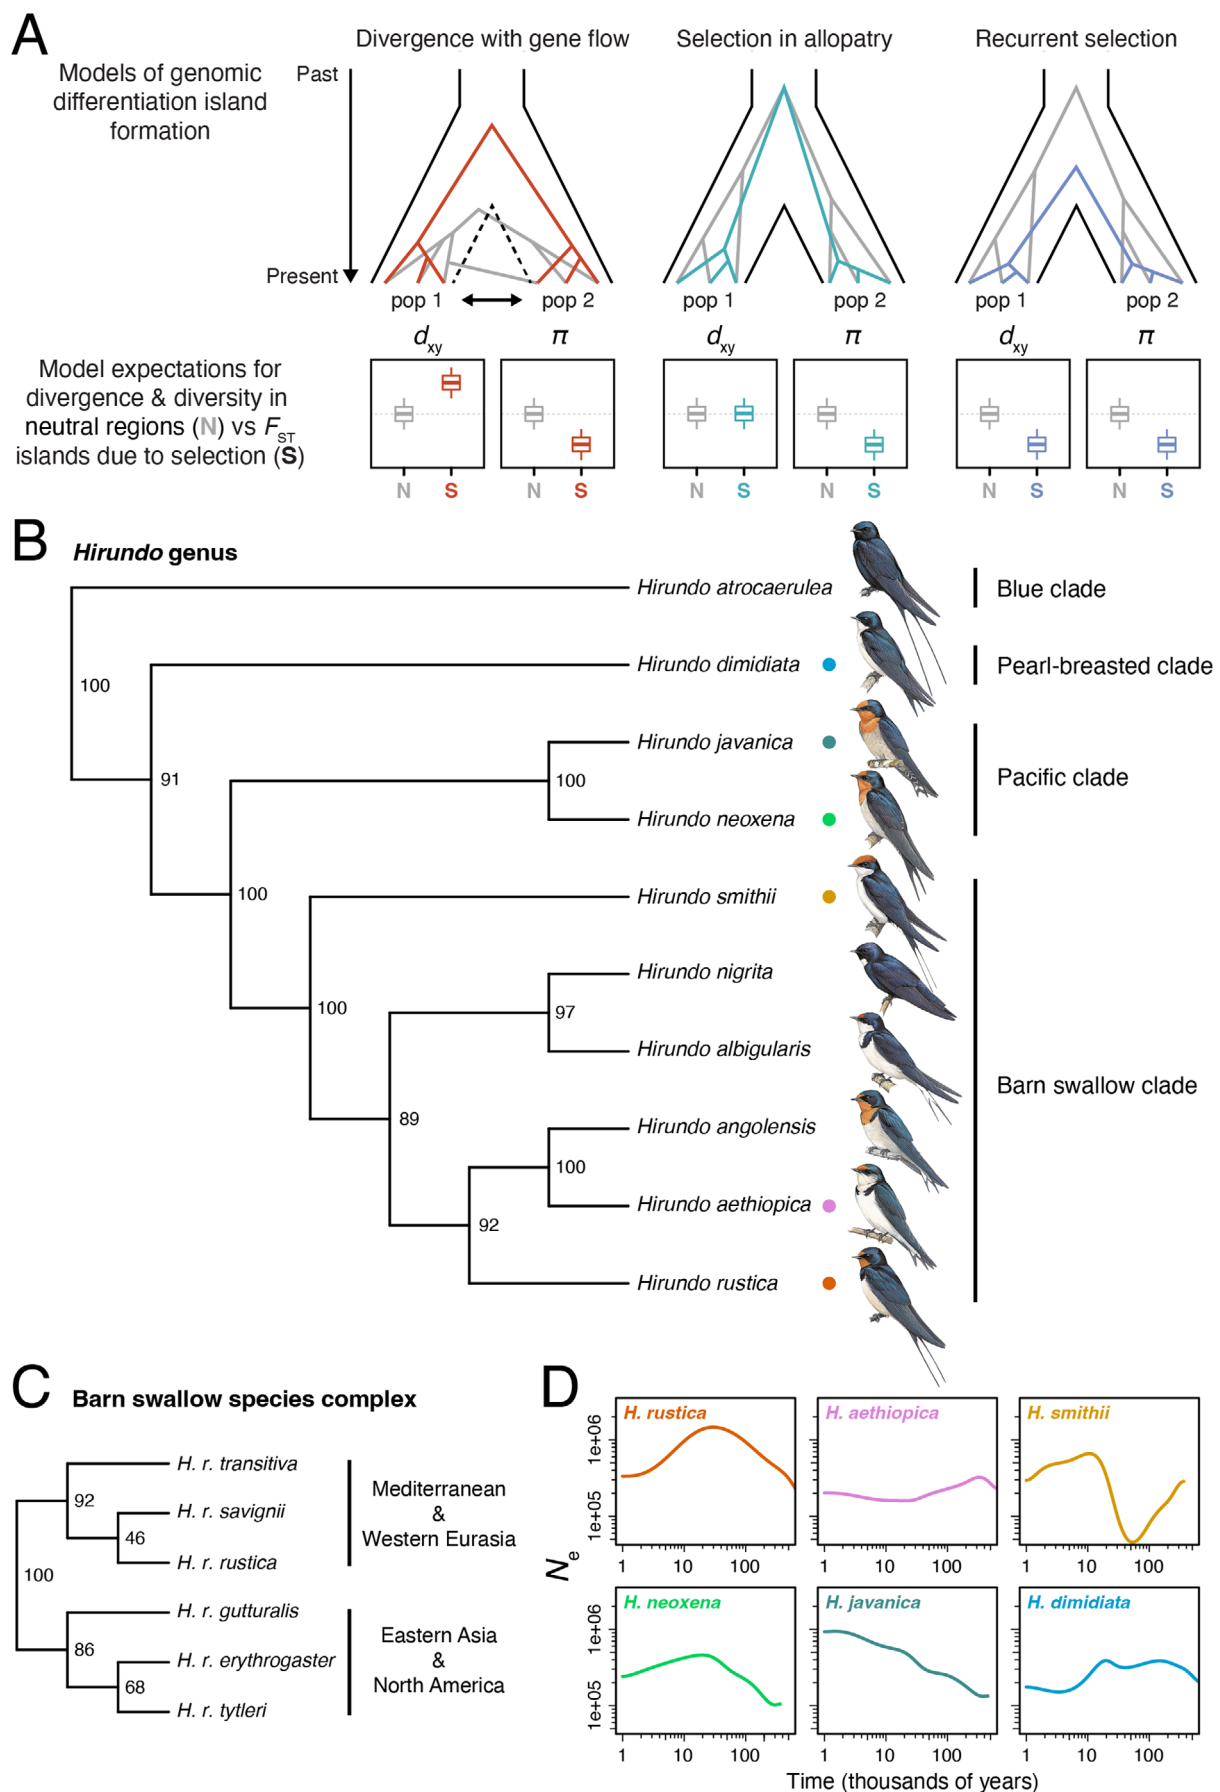 A
Divergence with gene flow
Selection in allopatry
Recurrent selection
Models of genomic
differentiation island
formation
Past
Present
pop 1
pop 2
pop 1
pop 2
pop 1
pop 2
dxy
π
dxy
π
dxy
π
Model expectations for
divergence & diversity in
neutral regions (N) vs FST
islands due to selection (S)
N S
N S
N S
N S
N S
N S
B
Hirundo genus
Hirundo atrocaerulea
Blue clade
Hirundo dimidiata
Pearl-breasted clade
100
Hirundo javanica
91
100
Pacific clade
Hirundo neoxena
100
Hirundo smithii
Hirundo nigrita
100
97
Hirundo albigularis
Barn swallow clade
89
Hirundo angolensis
100
Hirundo aethiopica
92
Hirundo rustica
C
Barn swallow species complex
H. r. transitiva
92
H. r. savignii
46
H. r. rustica
Mediterranean
&
Western Eurasia
100
H. r. gutturalis
86
H. r. erythrogaster
68
H. r. tytleri
Eastern Asia
&
North America
D
Ne
H. rustica
H. aethiopica
H. smithii
1e+06
1e+05
1 10 100
1 10 100
1 10 100
H. neoxena
H. javanica
H. dimidiata
1e+06
1e+05
1 10 100
1 10 100
1 10 100
Time (thousands of years)